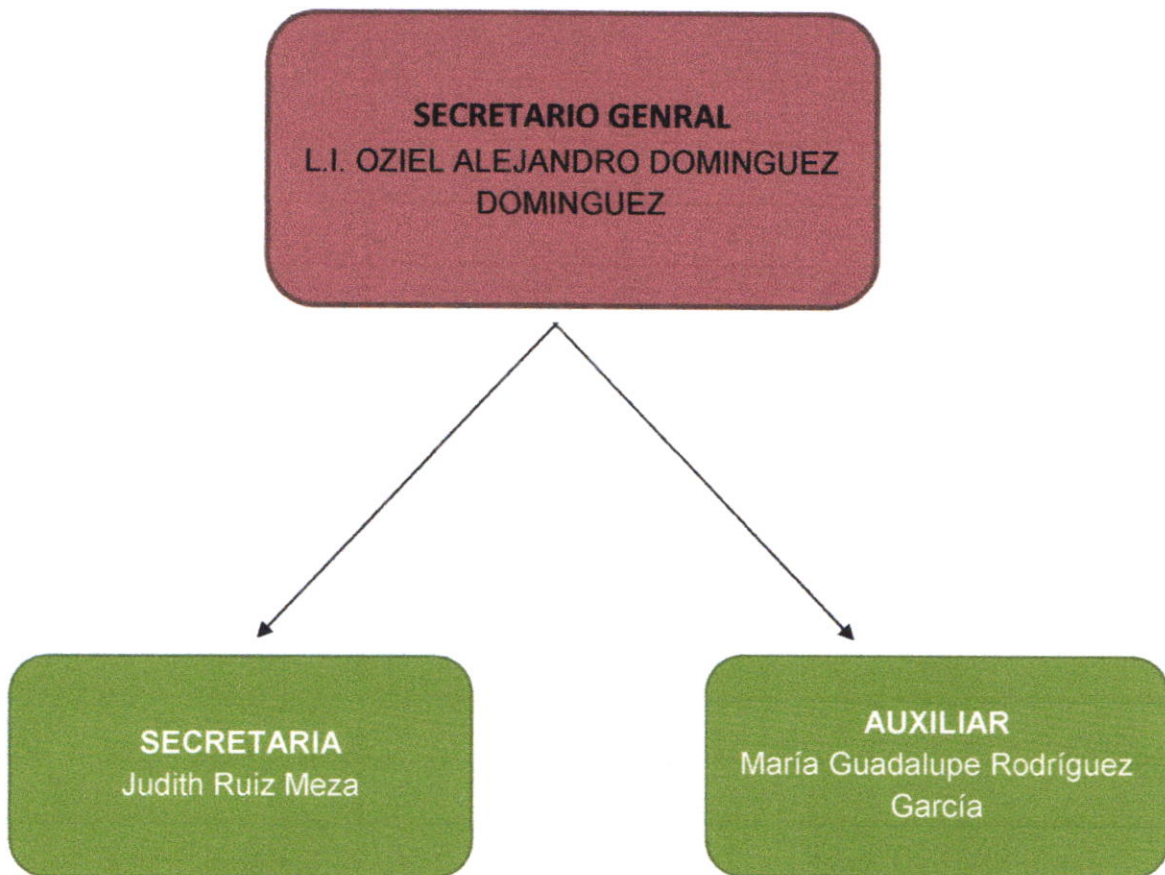 SECRETARIO GENRAL
L.I. OZIEL ALEJANDRO DOMINGUEZ
DOMINGUEZ
SECRETARIA
Judith Ruiz Meza
AUXILIAR
María Guadalupe Rodríguez
García